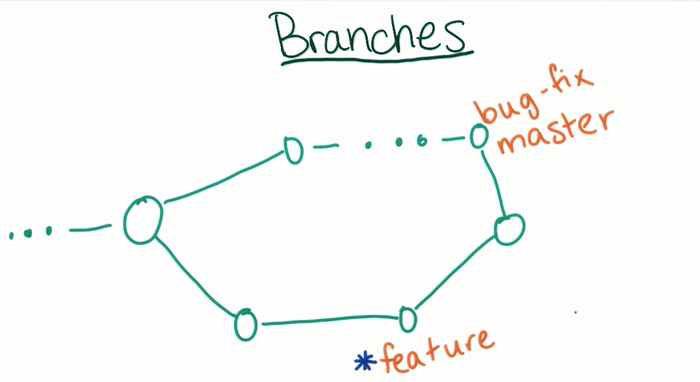 Branches
bug-fix
master
*feature